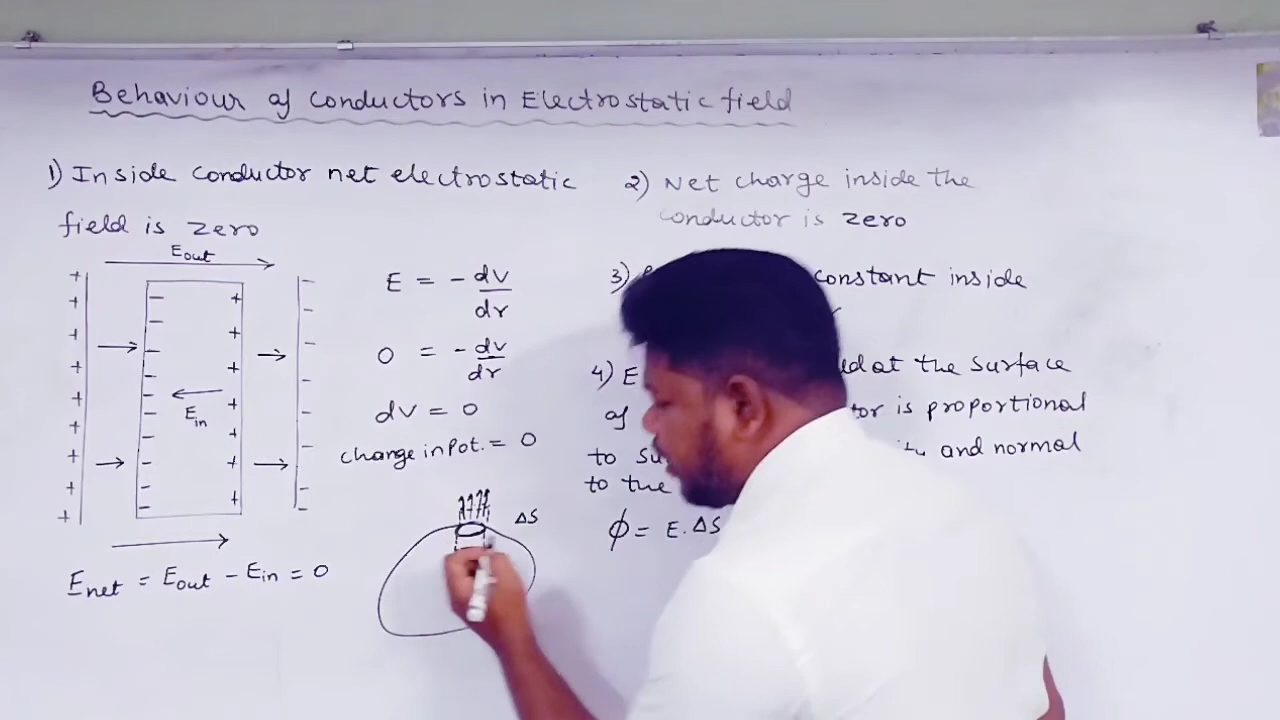 Behaviour of conductors in Electrostatic field
1) Inside conductor net electrostatic
field is zero
Eout
Ein
Enet = Eout - Ein = 0
E = - dV/dr
0 = - dV/dr
dV = 0
change in Pot. = 0
ΔS
2) Net charge inside the
conductor is zero
3) constant inside
4) E at the surface
of is proportional
to and normal
to the
ϕ = E. ΔS